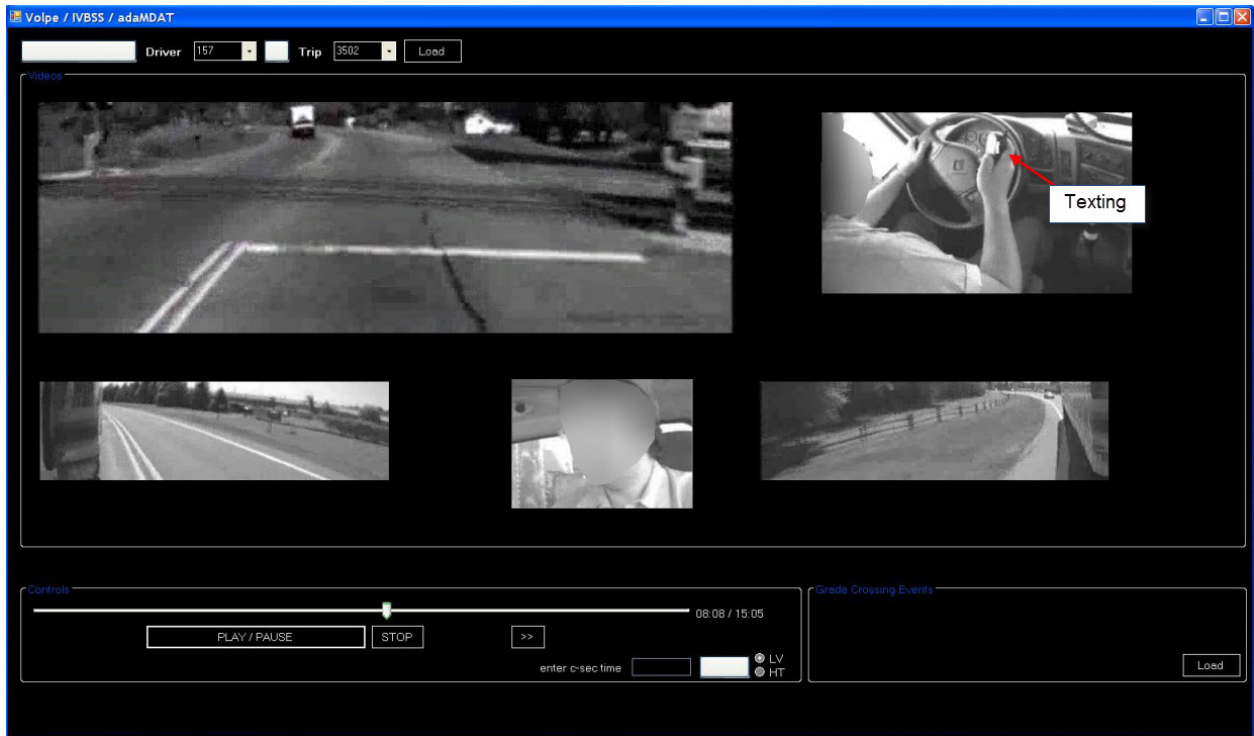 Volpe / IVBSS / adaMDAT
Driver 157 Trip 3502 Load
Videos
Texting
Controls
08:08 / 15:05
PLAY / PAUSE STOP >>
enter c-sec time
LV
HT
Grade Crossing Events
Load